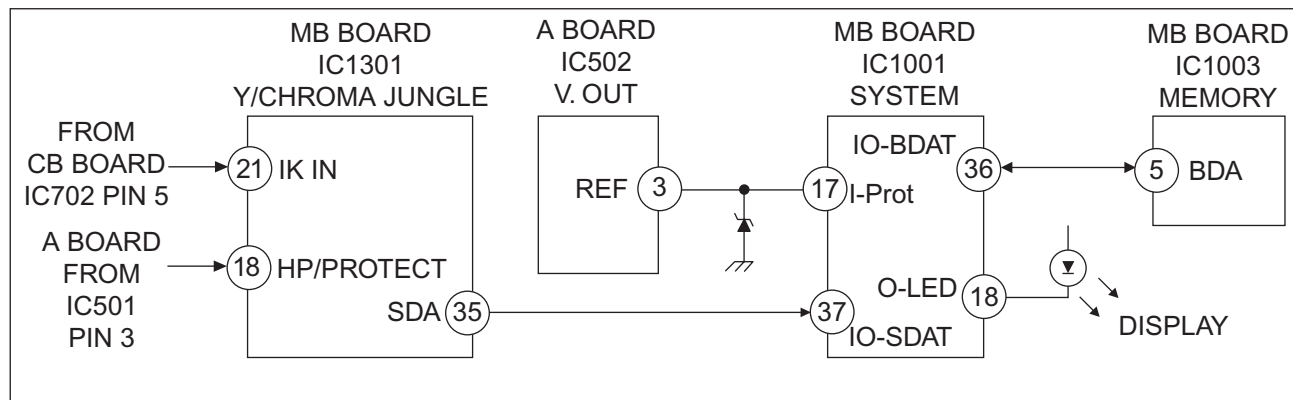 MB BOARD
IC1301
Y/CHROMA JUNGLE
A BOARD
IC502
V. OUT
MB BOARD
IC1001
SYSTEM
MB BOARD
IC1003
MEMORY
FROM
CB BOARD
IC702 PIN 5
21 IK IN
A BOARD
FROM
IC501
PIN 3
18 HP/PROTECT
SDA 35
REF 3
17 I-Prot
IO-BDAT 36
O-LED 18
37 IO-SDAT
5 BDA
DISPLAY